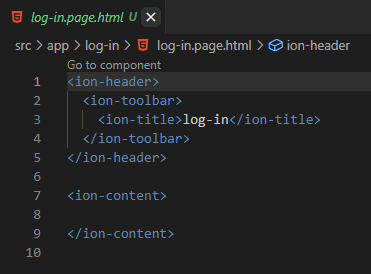 log-in.page.html U
src > app > log-in > log-in.page.html > ion-header
Go to component
1 <ion-header>
2   <ion-toolbar>
3     <ion-title>log-in</ion-title>
4   </ion-toolbar>
5 </ion-header>
6
7 <ion-content>
8
9 </ion-content>
10